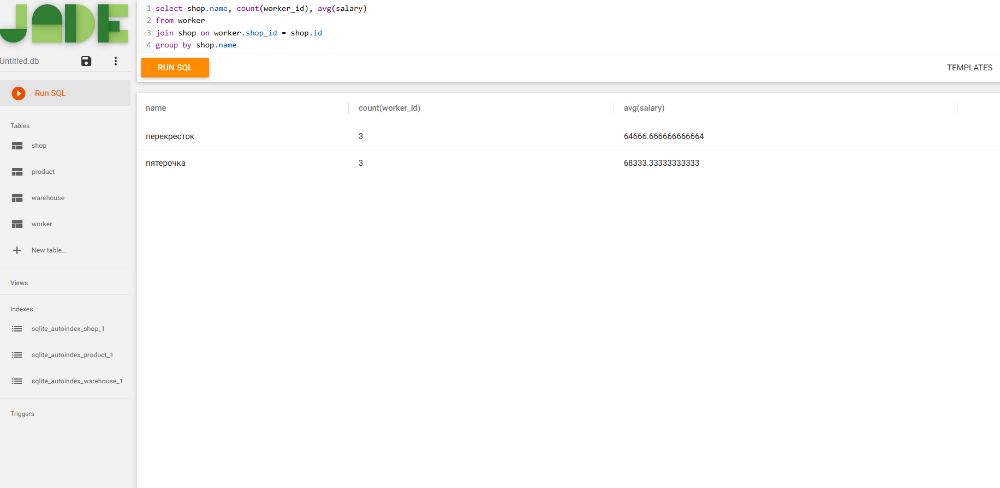 JADE
Untitled.db
Run SQL
Tables
shop
product
warehouse
worker
New table...
Views
Indexes
sqlite_autoindex_shop_1
sqlite_autoindex_product_1
sqlite_autoindex_warehouse_1
Triggers
1 select shop.name, count(worker_id), avg(salary)
2 from worker
3 join shop on worker.shop_id = shop.id
4 group by shop.name
RUN SQL TEMPLATES
name count(worker_id) avg(salary)
перекресток 3 64666.666666666664
пятерочка 3 68333.33333333333